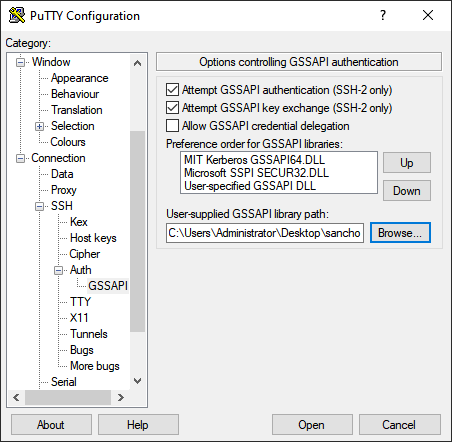 PuTTY Configuration
?
Category:
Window
Appearance
Behaviour
Translation
Selection
Colours
Connection
Data
Proxy
SSH
Kex
Host keys
Cipher
Auth
GSSAPI
TTY
X11
Tunnels
Bugs
More bugs
Serial
Options controlling GSSAPI authentication
Attempt GSSAPI authentication (SSH-2 only)
Attempt GSSAPI key exchange (SSH-2 only)
Allow GSSAPI credential delegation
Preference order for GSSAPI libraries:
MIT Kerberos GSSAPI64.DLL
Microsoft SSPI SECUR32.DLL
User-specified GSSAPI DLL
Up
Down
User-supplied GSSAPI library path:
C:\Users\Administrator\Desktop\sancho
Browse...
About
Help
Open
Cancel